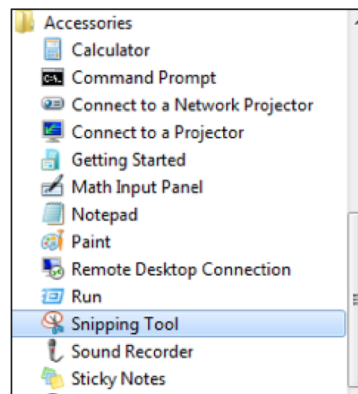 Accessories
Calculator
Command Prompt
Connect to a Network Projector
Connect to a Projector
Getting Started
Math Input Panel
Notepad
Paint
Remote Desktop Connection
Run
Snipping Tool
Sound Recorder
Sticky Notes